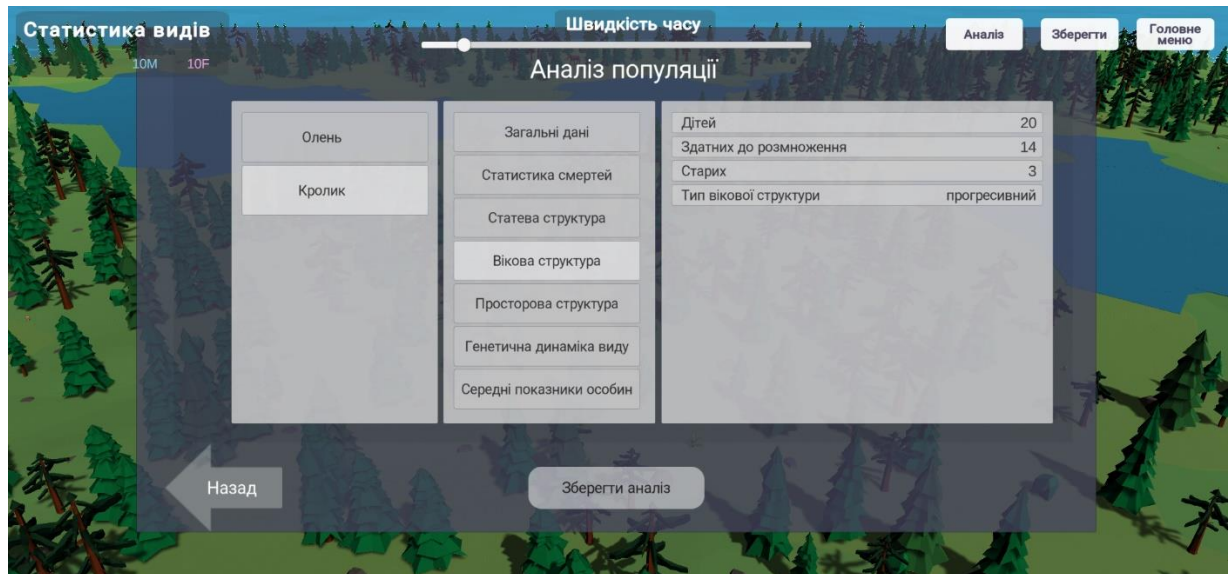 Статистика видів
Швидкість часу
Аналіз
Зберегти
Головне
меню
10M 10F
Аналіз популяції
Олень
Кролик
Загальні дані
Статистика смертей
Статева структура
Вікова структура
Просторова структура
Генетична динаміка виду
Середні показники особин
Дітей 20
Здатних до розмноження 14
Старих 3
Тип вікової структури прогресивний
Назад
Зберегти аналіз